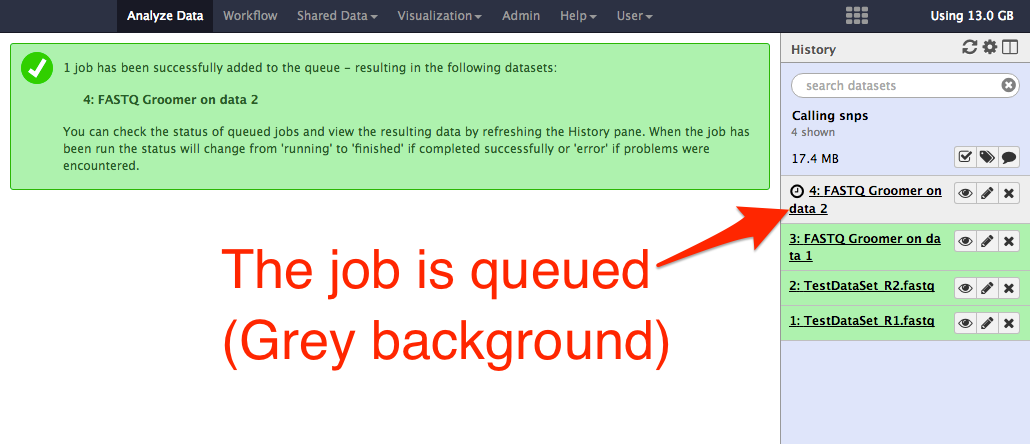 Analyze Data Workflow Shared Data Visualization Admin Help User Using 13.0 GB
1 job has been successfully added to the queue - resulting in the following datasets:
4: FASTQ Groomer on data 2
You can check the status of queued jobs and view the resulting data by refreshing the History pane. When the job has
been run the status will change from 'running' to 'finished' if completed successfully or 'error' if problems were
encountered.
The job is queued
(Grey background)
History
search datasets
Calling snps
4 shown
17.4 MB
4: FASTQ Groomer on
data 2
3: FASTQ Groomer on da
ta 1
2: TestDataSet_R2.fastq
1: TestDataSet_R1.fastq